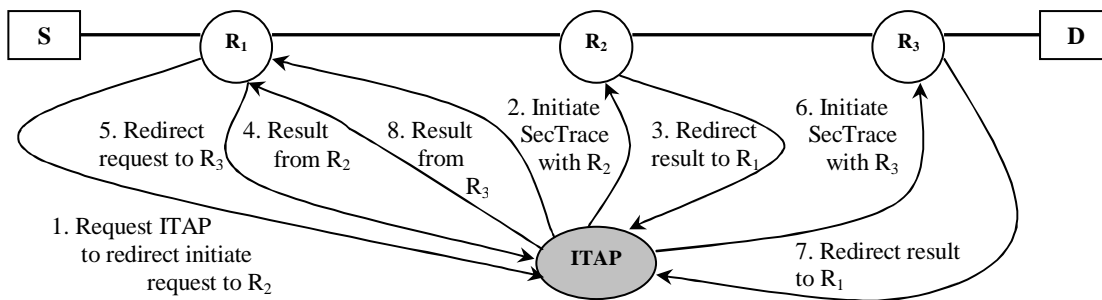 S
R1
R2
R3
D
5. Redirect
request to R3
4. Result
from R2
8. Result
from
R3
2. Initiate
SecTrace
with R2
3. Redirect
result to R1
6. Initiate
SecTrace
with R3
1. Request ITAP
to redirect initiate
request to R2
ITAP
7. Redirect result
to R1